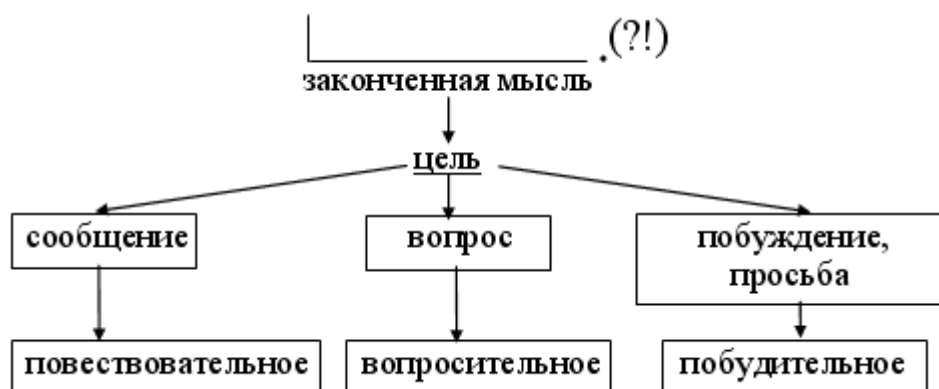 .(?!)
законченная мысль
цель
сообщение
вопрос
побуждение,
просьба
повествовательное
вопросительное
побудительное